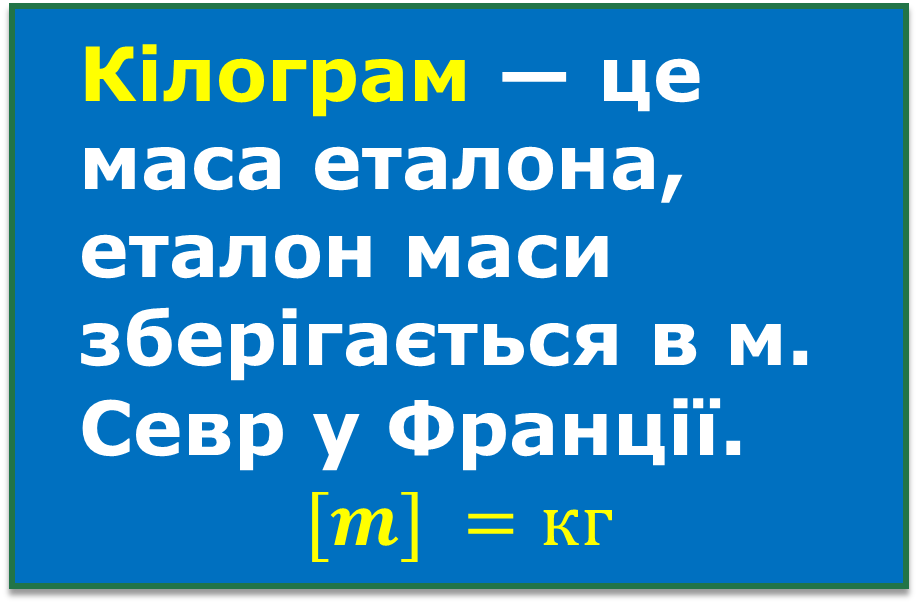 Кілограм — це
маса еталона,
еталон маси
зберігається в м.
Севр у Франції.
[m] = кг